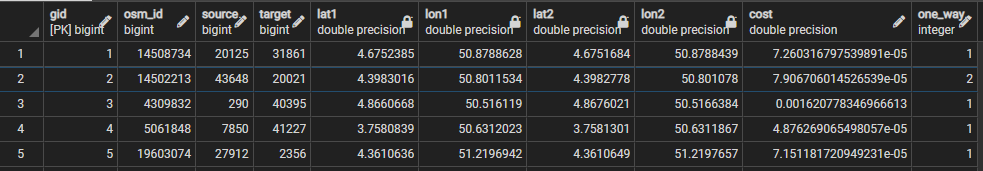 gid osm_id source target lat1 lon1 lat2 lon2 cost one_way
[PK] bigint bigint bigint bigint double precision double precision double precision double precision double precision integer
1 1 14508734 20125 31861 4.6752385 50.8788628 4.6751684 50.8788439 7.260316797539891e-05 1
2 2 14502213 43648 20021 4.3983016 50.8011534 4.3982778 50.801078 7.906706014526539e-05 2
3 3 4309832 290 40395 4.8660668 50.516119 4.8676021 50.5166384 0.001620778346966613 1
4 4 5061848 7850 41227 3.7580839 50.6312023 3.7581301 50.6311867 4.876269065498057e-05 1
5 5 19603074 27912 2356 4.3610636 51.2196942 4.3610649 51.2197657 7.151181720949231e-05 1